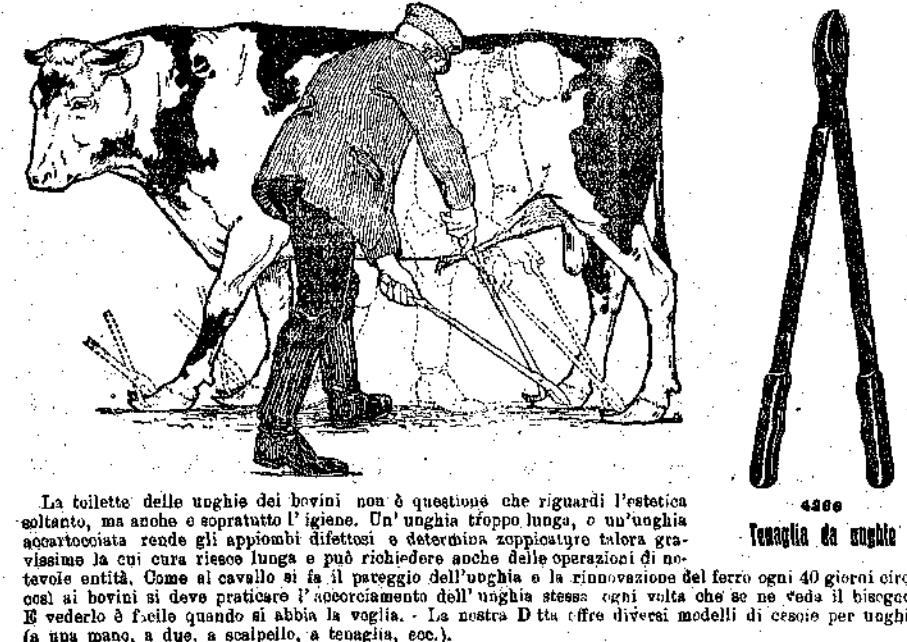 La toilette delle unghie dei bovini non è questione che riguardi l'estetica
soltanto, ma anche e sopratutto l'igiene. Un'unghia troppo lunga, o un'unghia
accartocciata rende gli appiombi difettosi e determina zoppicature talora gra-
vissime la cui cura riesce lunga e può richiedere anche delle operazioni di no-
tevole entità. Come al cavallo si fa il pareggio dell'unghia e la rinnovazione del ferro ogni 40 giorni circ
così ai bovini si deve praticare l'accorciamento dell'unghia stessa ogni volta che se ne veda il bisogno
E vederlo è facile quando si abbia la voglia. - La nostra Ditta offre diversi modelli di cesoie per unghi
(a una mano, a due, a scalpello, a tenaglia, ecc.).
Tenaglia da unghie